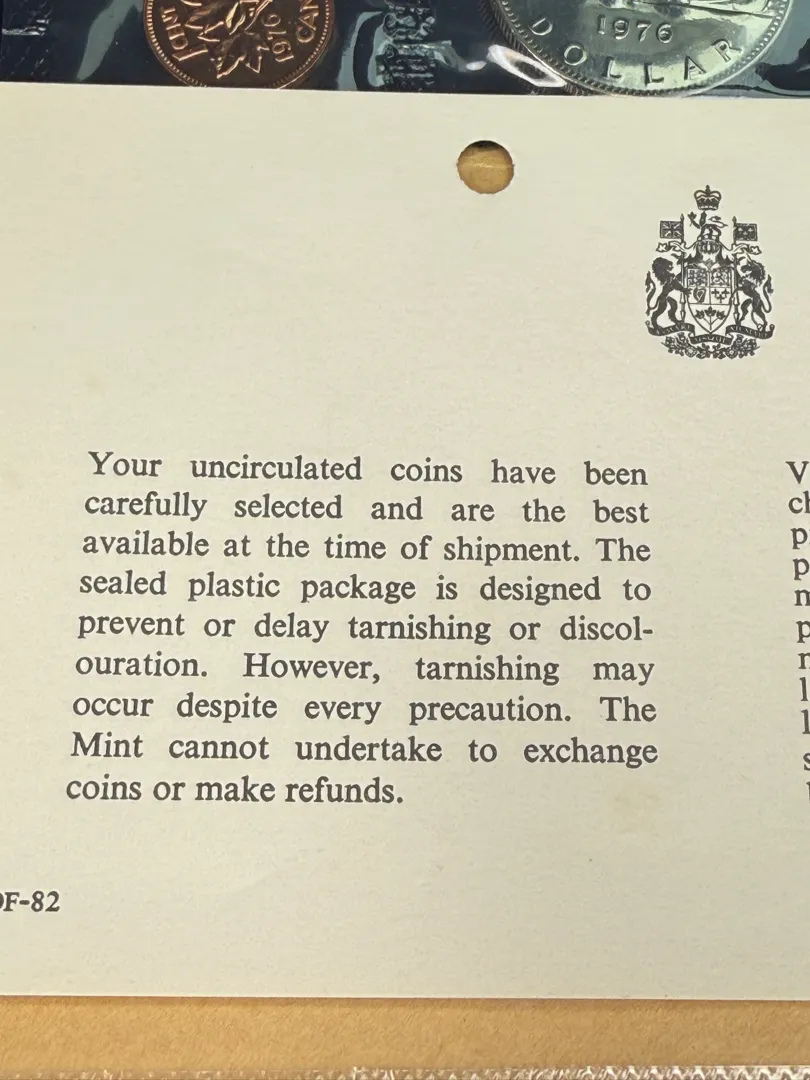 1976
CAN
1976
DOLLAR
Your uncirculated coins have been
carefully selected and are the best
available at the time of shipment. The
sealed plastic package is designed to
prevent or delay tarnishing or discol-
ouration. However, tarnishing may
occur despite every precaution. The
Mint cannot undertake to exchange
coins or make refunds.
F-82